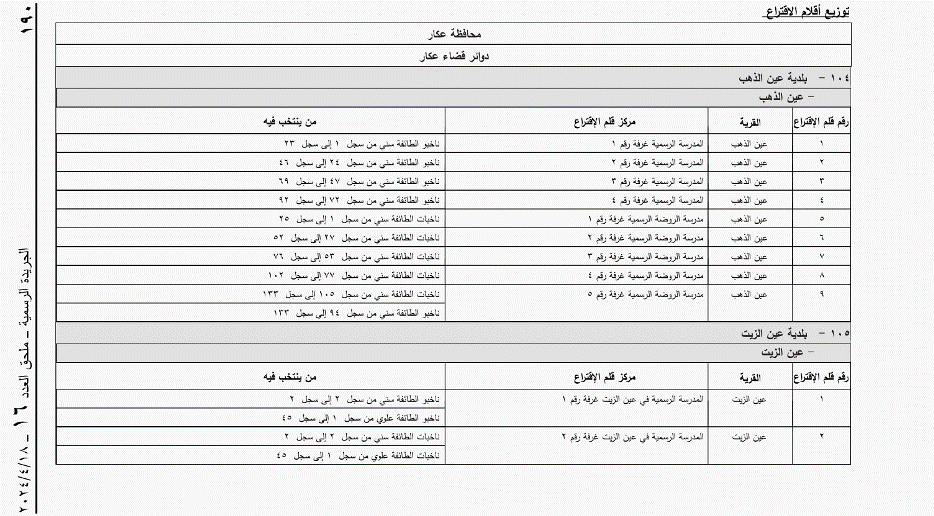 توزيع أقلام الإقتراع
محافظة عكار
دوائر قضاء عكار
١٠٤ - بلدية عين الذهب
- عين الذهب
رقم قلم الإقتراع القرية مركز قلم الإقتراع من ينتخب فيه
١ عين الذهب المدرسة الرسمية غرفة رقم ١ ناخبو الطائفة سني من سجل ١ إلى سجل ٢٣
٢ عين الذهب المدرسة الرسمية غرفة رقم ٢ ناخبو الطائفة سني من سجل ٢٤ إلى سجل ٤٦
٣ عين الذهب المدرسة الرسمية غرفة رقم ٣ ناخبو الطائفة سني من سجل ٤٧ إلى سجل ٦٩
٤ عين الذهب المدرسة الرسمية غرفة رقم ٤ ناخبو الطائفة سني من سجل ٧٢ إلى سجل ٩٢
٥ عين الذهب مدرسة الروضة الرسمية غرفة رقم ١ ناخبات الطائفة سني من سجل ١ إلى سجل ٢٥
٦ عين الذهب مدرسة الروضة الرسمية غرفة رقم ٢ ناخبات الطائفة سني من سجل ٢٧ إلى سجل ٥٢
٧ عين الذهب مدرسة الروضة الرسمية غرفة رقم ٣ ناخبات الطائفة سني من سجل ٥٣ إلى سجل ٧٦
٨ عين الذهب مدرسة الروضة الرسمية غرفة رقم ٤ ناخبات الطائفة سني من سجل ٧٧ إلى سجل ١٠٢
٩ عين الذهب مدرسة الروضة الرسمية غرفة رقم ٥ ناخبات الطائفة سني من سجل ١٠٥ إلى سجل ١٣٣
ناخبو الطائفة سني من سجل ٩٤ إلى سجل ١٣٣
١٠٥ - بلدية عين الزيت
- عين الزيت
رقم قلم الإقتراع القرية مركز قلم الإقتراع من ينتخب فيه
١ عين الزيت المدرسة الرسمية في عين الزيت غرفة رقم ١ ناخبو الطائفة سني من سجل ٢ إلى سجل ٢
ناخبو الطائفة علوي من سجل ١ إلى سجل ٤٥
٢ عين الزيت المدرسة الرسمية في عين الزيت غرفة رقم ٢ ناخبات الطائفة سني من سجل ٢ إلى سجل ٢
ناخبات الطائفة علوي من سجل ١ إلى سجل ٤٥
١٩٠
الجريدة الرسمية - ملحق العدد ١٦ - ٢٠٢٤/٤/١٨